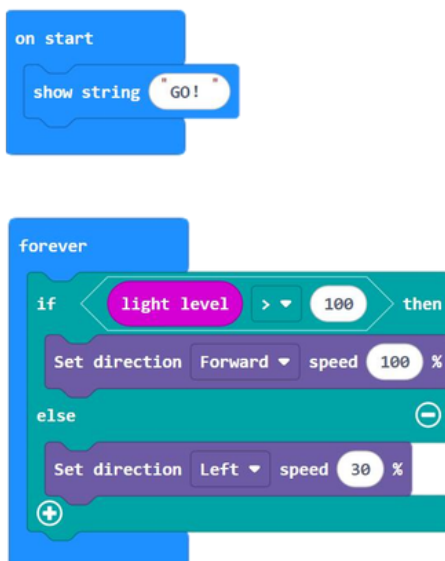 on start
show string "GO! "
forever
if light level > 100 then
Set direction Forward speed 100 %
else
Set direction Left speed 30 %